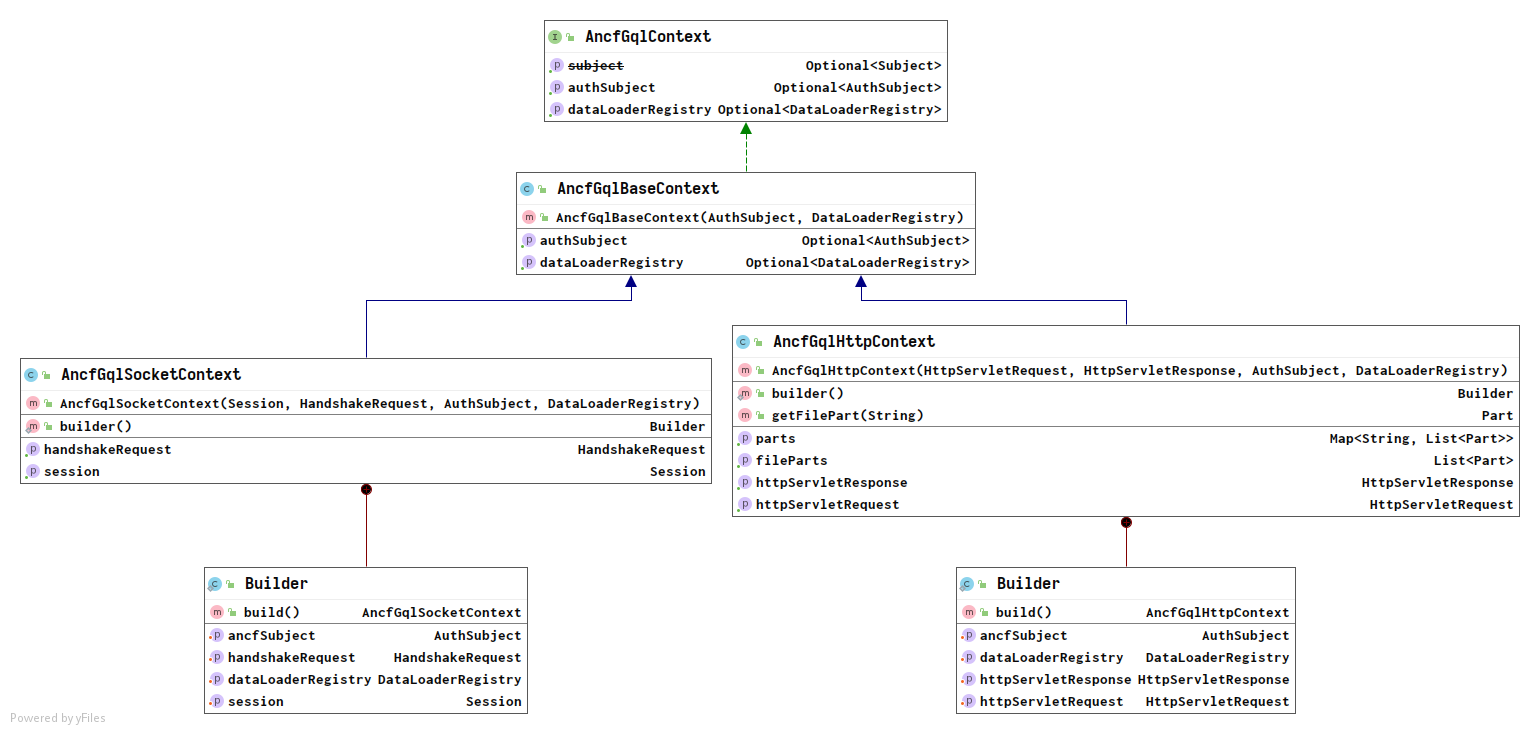 AncfGqlContext
subject Optional<Subject>
authSubject Optional<AuthSubject>
dataLoaderRegistry Optional<DataLoaderRegistry>
AncfGqlBaseContext
AncfGqlBaseContext(AuthSubject, DataLoaderRegistry)
authSubject Optional<AuthSubject>
dataLoaderRegistry Optional<DataLoaderRegistry>
AncfGqlSocketContext
AncfGqlSocketContext(Session, HandshakeRequest, AuthSubject, DataLoaderRegistry)
builder() Builder
handshakeRequest HandshakeRequest
session Session
AncfGqlHttpContext
AncfGqlHttpContext(HttpServletRequest, HttpServletResponse, AuthSubject, DataLoaderRegistry)
builder() Builder
getFilePart(String) Part
parts Map<String, List<Part>>
fileParts List<Part>
httpServletResponse HttpServletResponse
httpServletRequest HttpServletRequest
Builder
build() AncfGqlSocketContext
ancfSubject AuthSubject
handshakeRequest HandshakeRequest
dataLoaderRegistry DataLoaderRegistry
session Session
Builder
build() AncfGqlHttpContext
ancfSubject AuthSubject
dataLoaderRegistry DataLoaderRegistry
httpServletResponse HttpServletResponse
httpServletRequest HttpServletRequest
Powered by yFiles